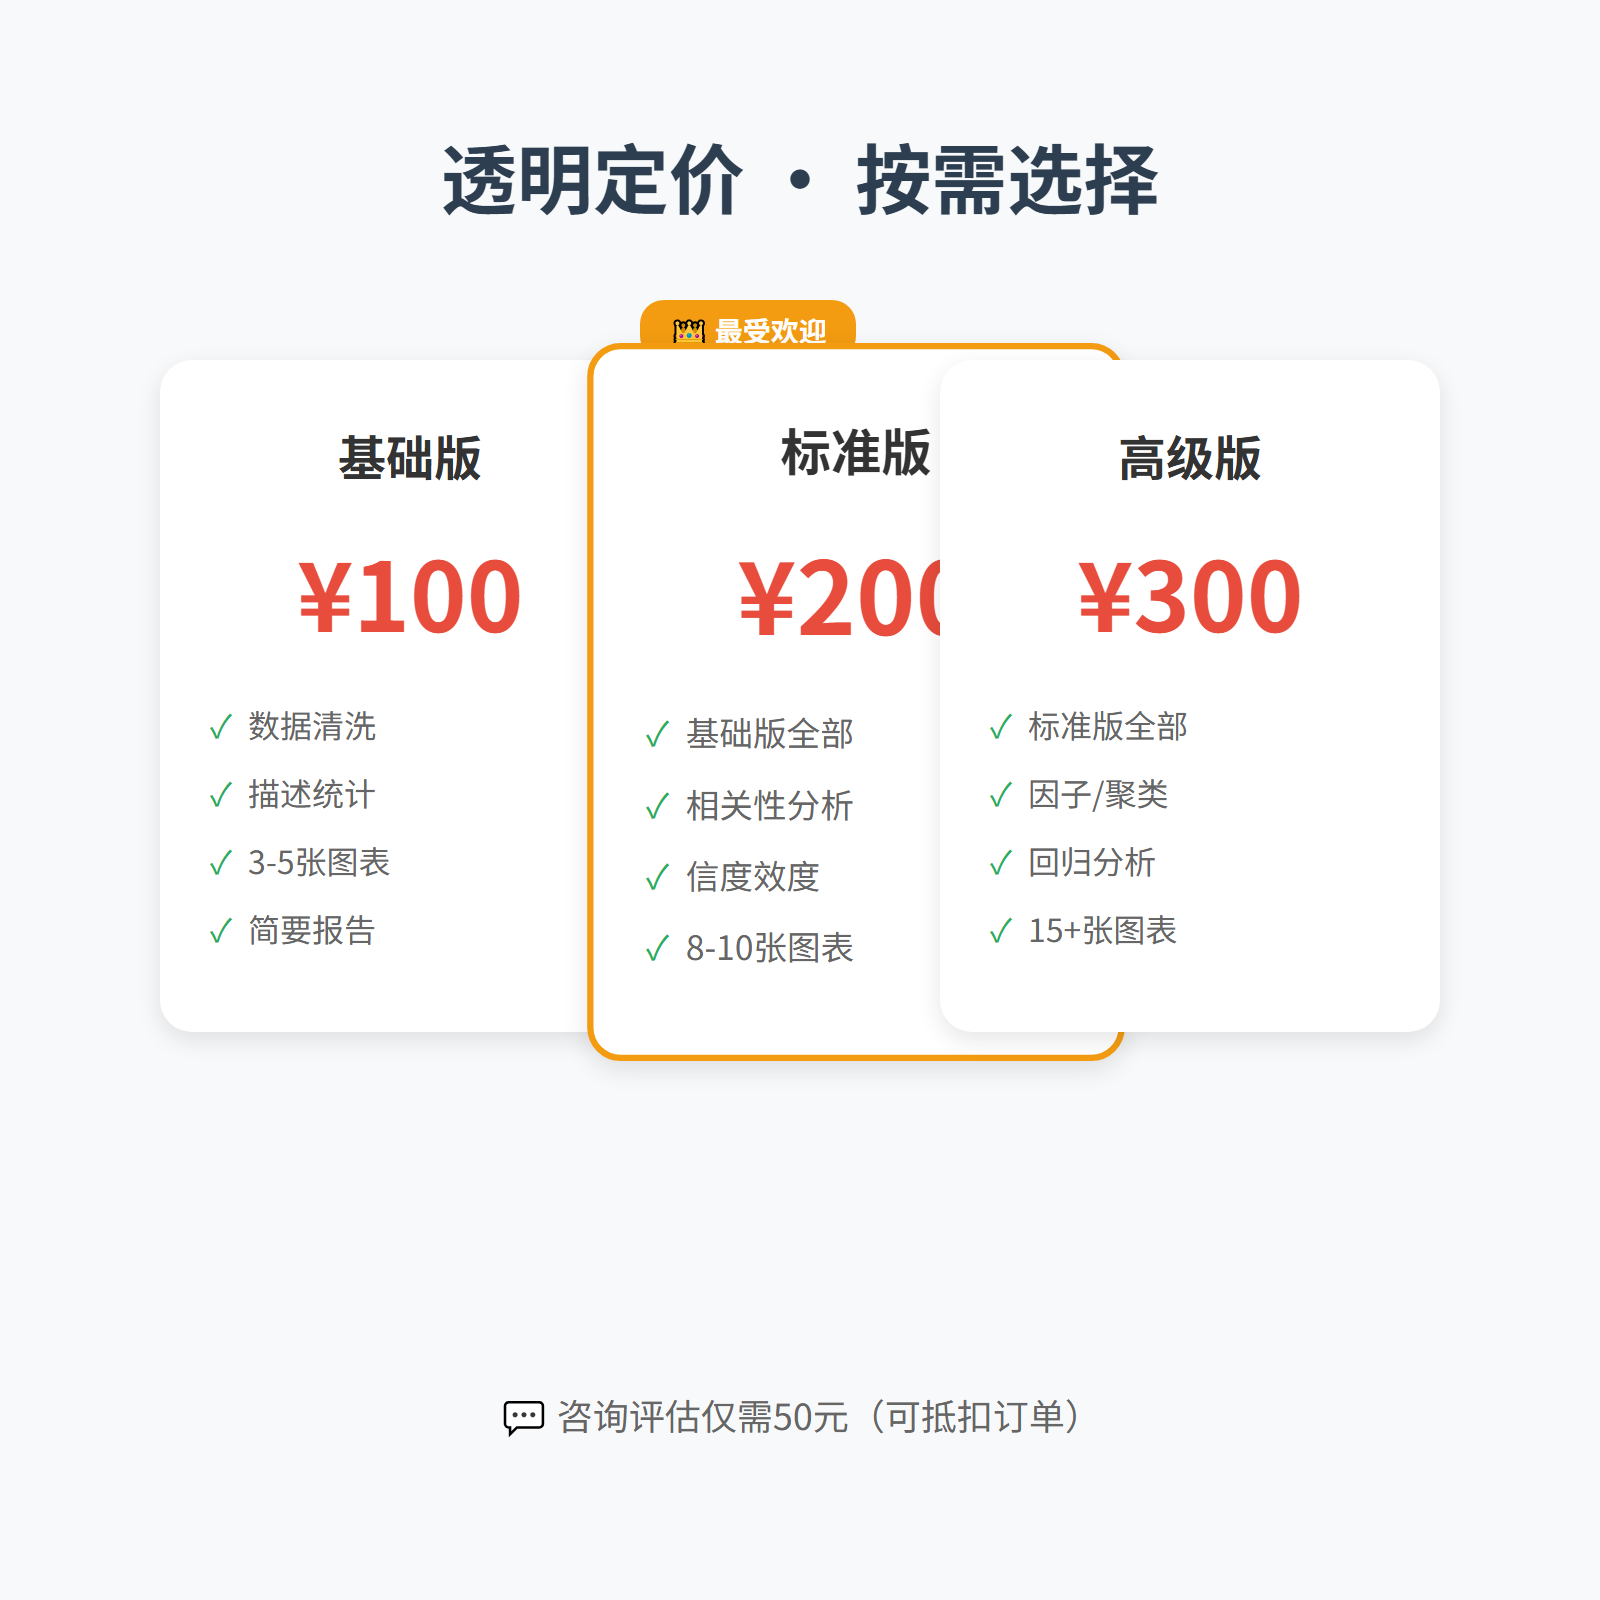 透明定价 · 按需选择
👑 最受欢迎
基础版
¥100
✓ 数据清洗
✓ 描述统计
✓ 3-5张图表
✓ 简要报告
标准版
¥200
✓ 基础版全部
✓ 相关性分析
✓ 信度效度
✓ 8-10张图表
高级版
¥300
✓ 标准版全部
✓ 因子/聚类
✓ 回归分析
✓ 15+张图表
💬 咨询评估仅需50元（可抵扣订单）